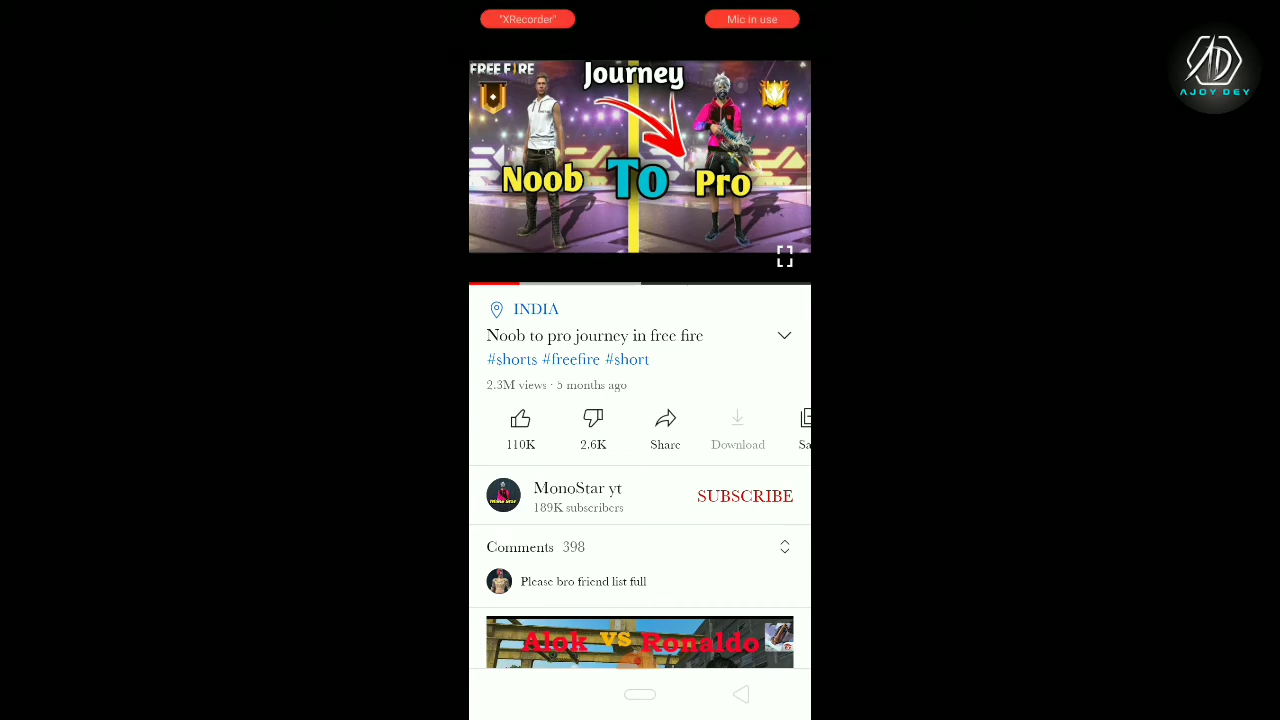 "XRecorder"
Mic in use
AJOY DEY
FREE FIRE
Journey
Noob To Pro
INDIA
Noob to pro journey in free fire
#shorts #freefire #short
2.3M views · 5 months ago
110K
2.6K
Share
Download
Sa
MonoStar yt
189K subscribers
SUBSCRIBE
Comments 398
Please bro friend list full
Alok vs Ronaldo